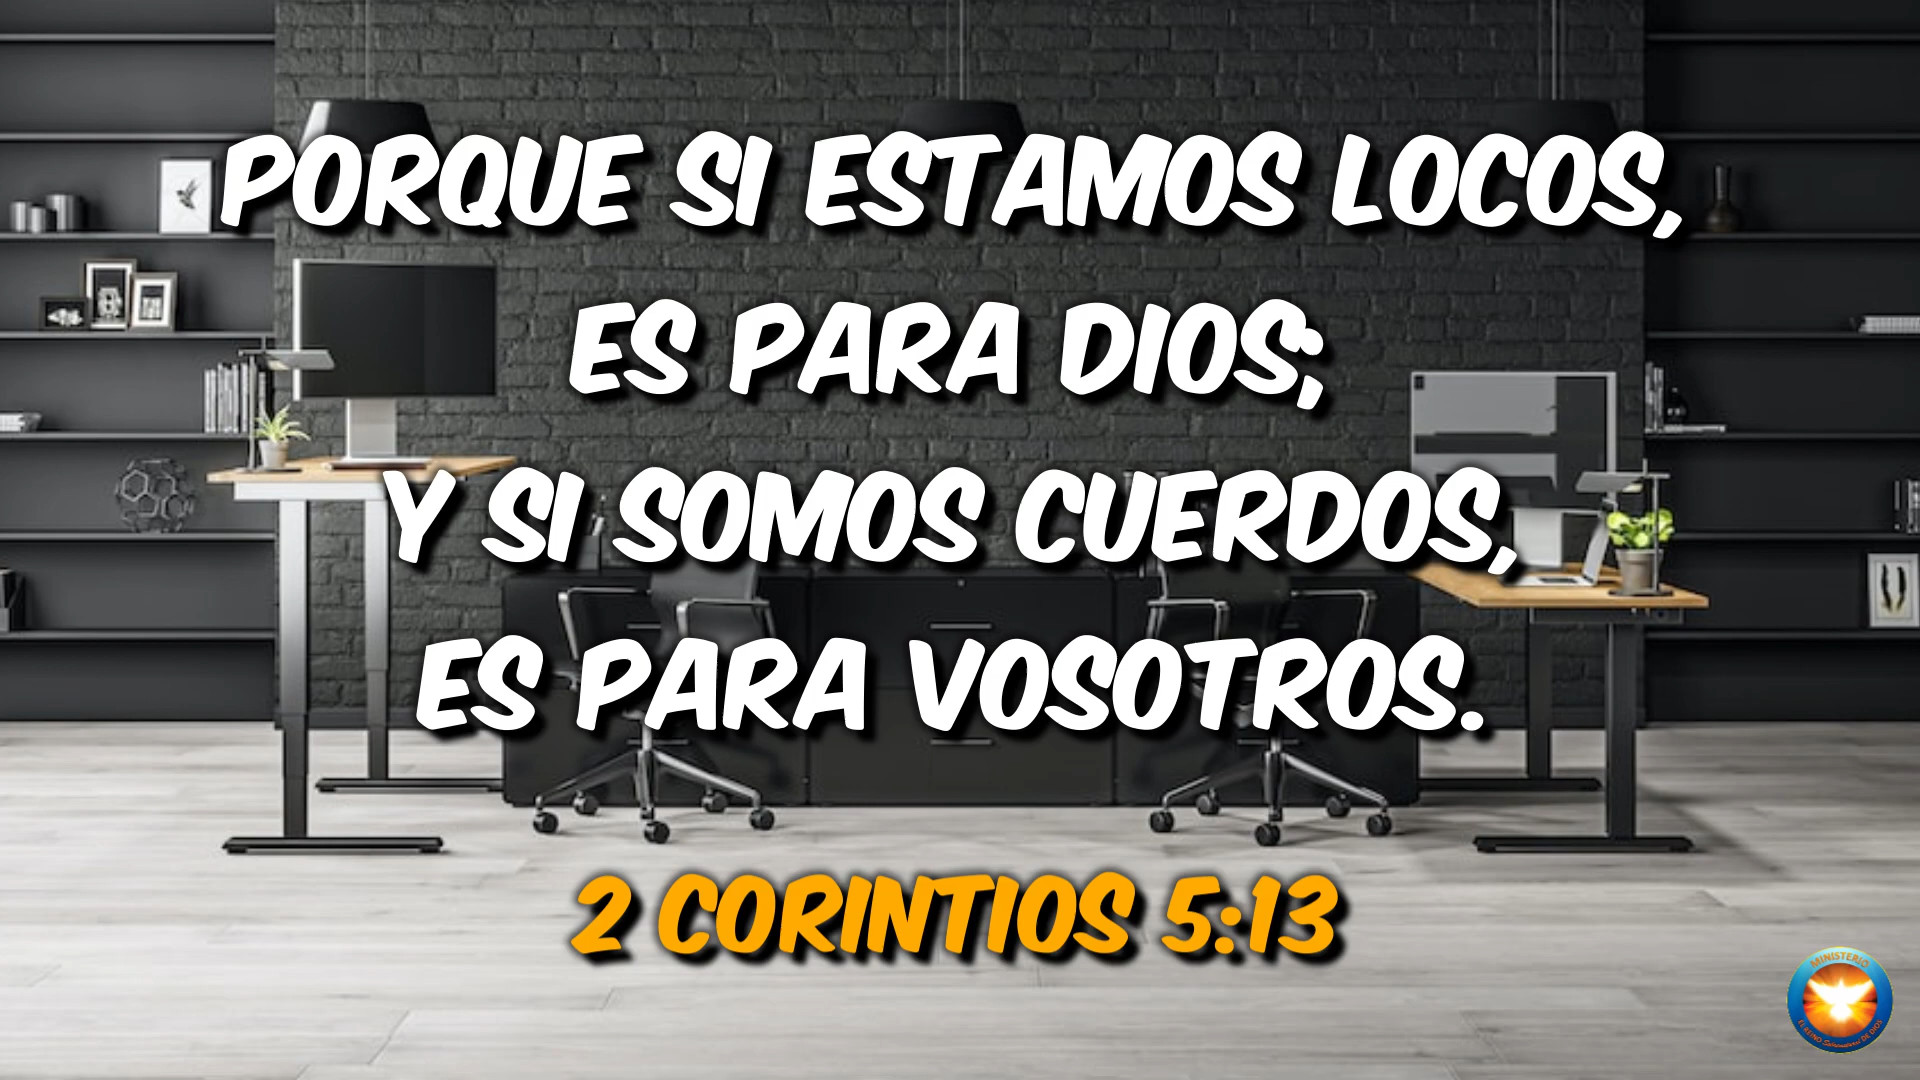 PORQUE SI ESTAMOS LOCOS,
ES PARA DIOS;
Y SI SOMOS CUERDOS,
ES PARA VOSOTROS.
2 CORINTIOS 5:13
MINISTERIO